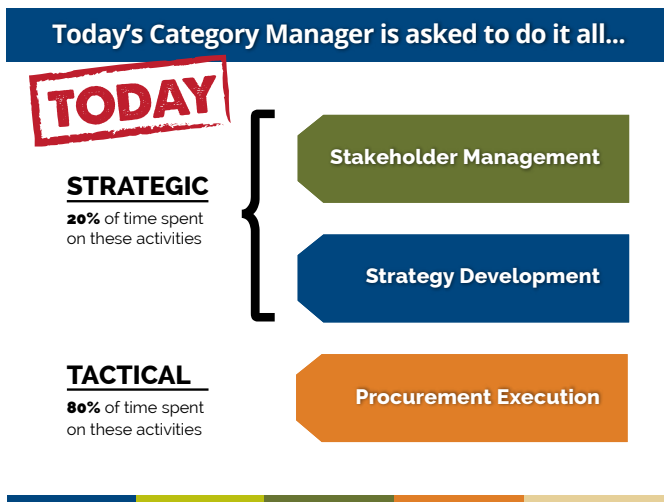 Today's Category Manager is asked to do it all...
TODAY
STRATEGIC
20% of time spent
on these activities
Stakeholder Management
Strategy Development
TACTICAL
80% of time spent
on these activities
Procurement Execution